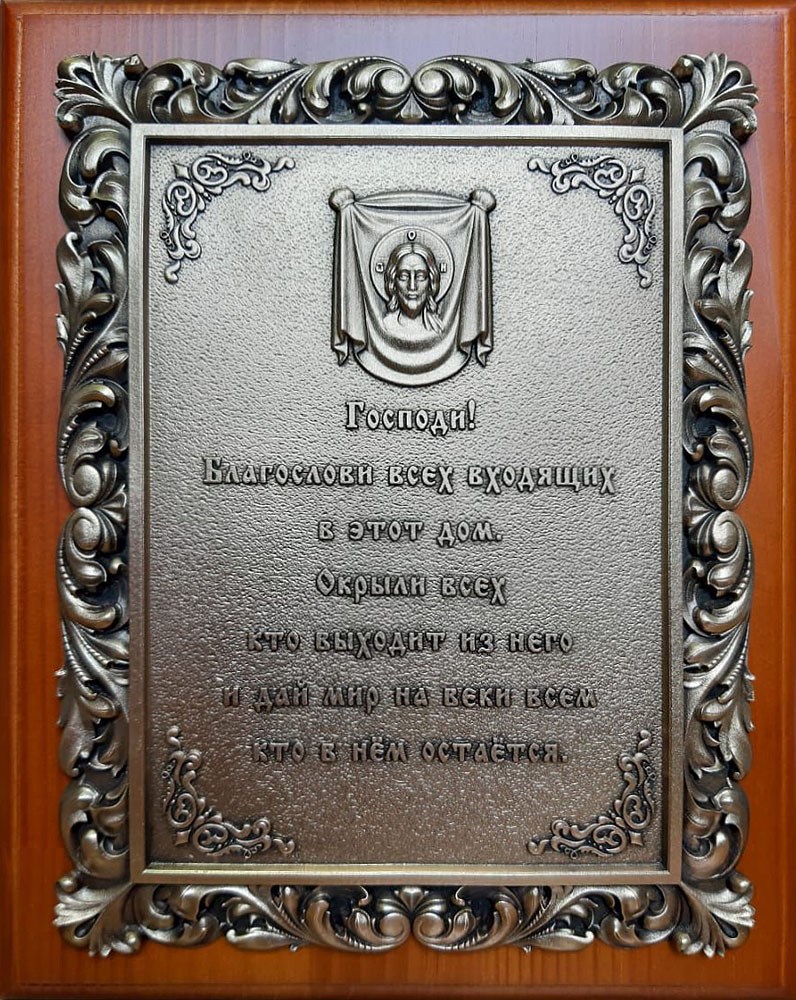 Господи!
Благослови всех входящих
в этот дом.
Окрыли всех
кто выходит из него
и дай мир на веки всем
кто в нём остаётся.